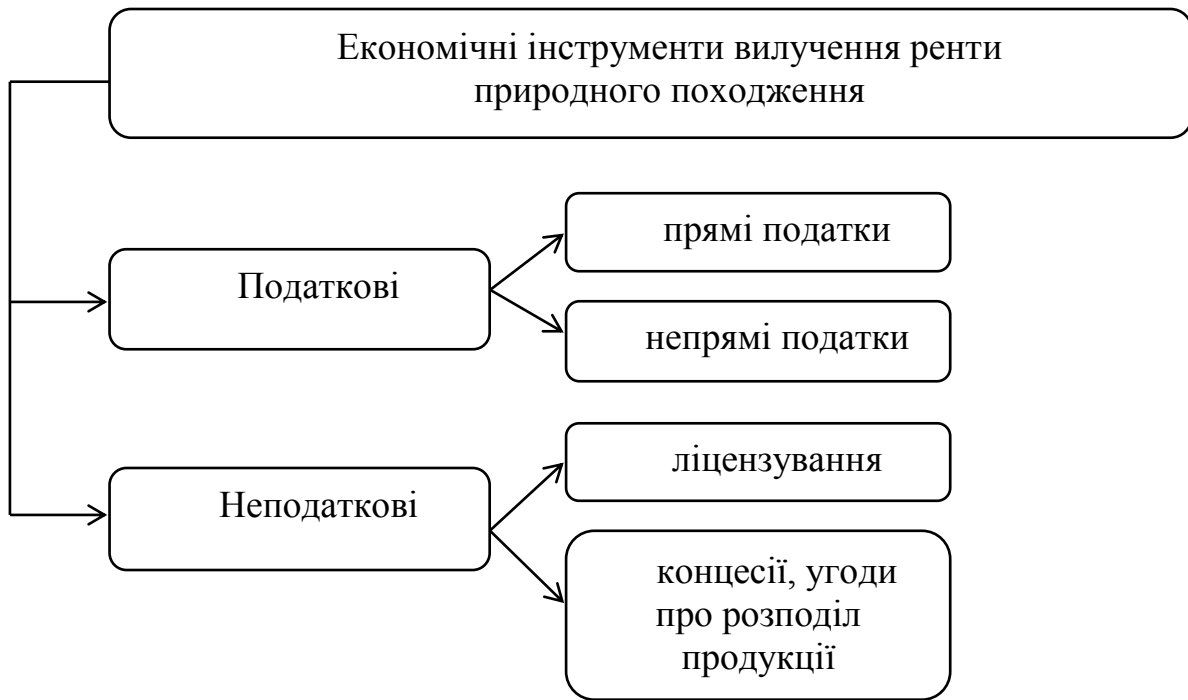 Економічні інструменти вилучення ренти
природного походження
Податкові
прямі податки
непрямі податки
Неподаткові
ліцензування
концесії, угоди
про розподіл
продукції